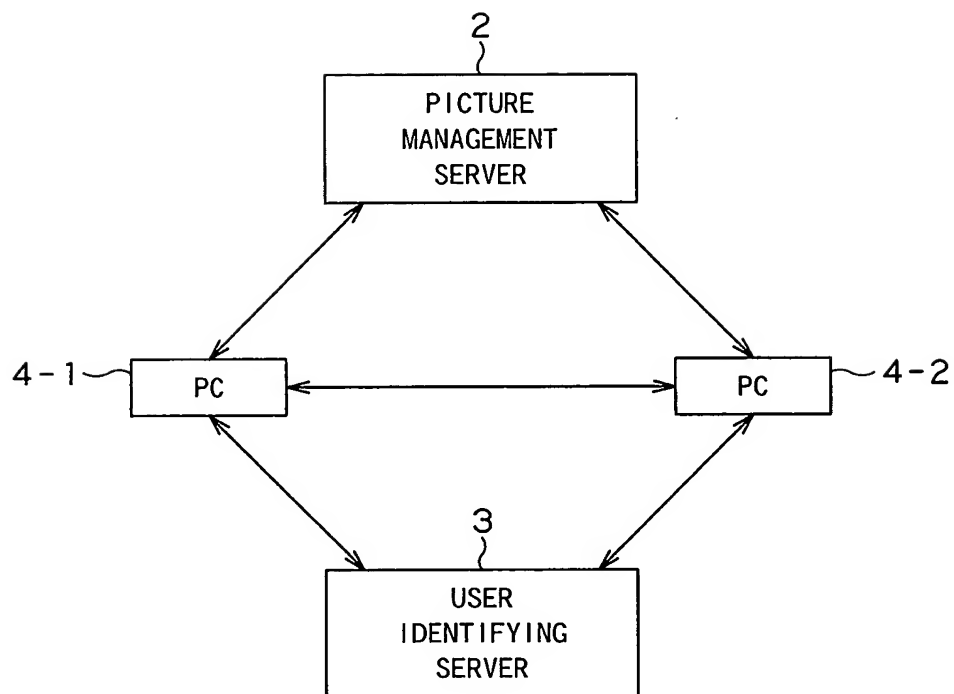 2
PICTURE
MANAGEMENT
SERVER
4-1
PC
PC
4-2
3
USER
IDENTIFYING
SERVER